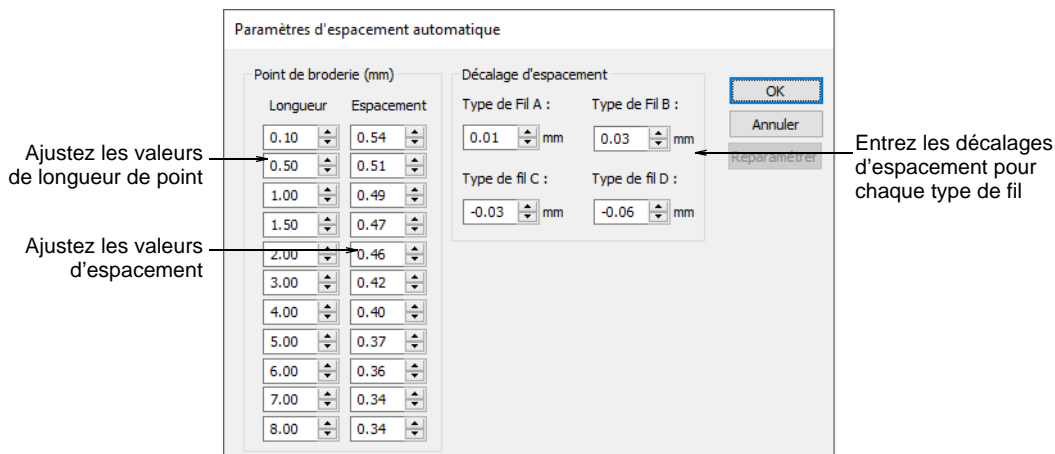 Paramètres d'espacement automatique
Point de broderie (mm)
Longueur Espacement
0.10 0.54
0.50 0.51
1.00 0.49
1.50 0.47
2.00 0.46
3.00 0.42
4.00 0.40
5.00 0.37
6.00 0.36
7.00 0.34
8.00 0.34
Décalage d'espacement
Type de Fil A : Type de Fil B :
0.01 mm 0.03 mm
Type de fil C : Type de fil D :
-0.03 mm -0.06 mm
OK
Annuler
Réparamétrer
Ajustez les valeurs
de longueur de point
Ajustez les valeurs
d'espacement
Entrez les décalages
d'espacement pour
chaque type de fil